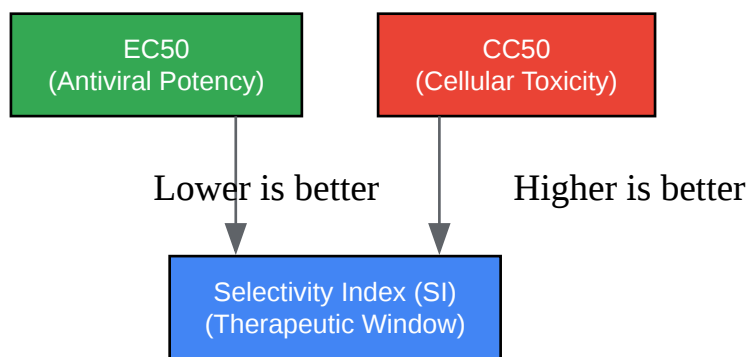 EC50
(Antiviral Potency)
CC50
(Cellular Toxicity)
Lower is better
Higher is better
Selectivity Index (SI)
(Therapeutic Window)